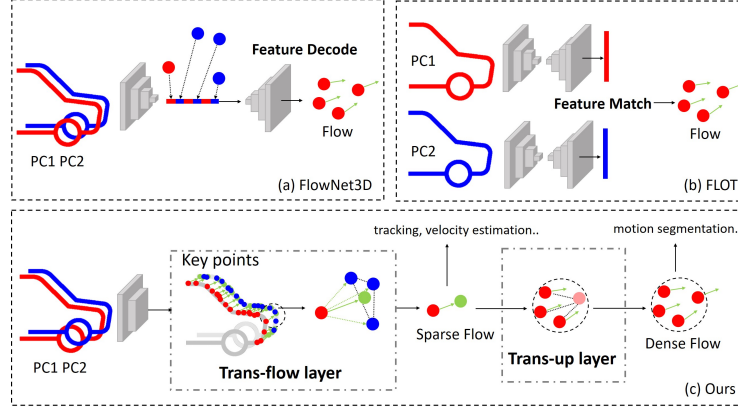 Feature Decode
Flow
PC1 PC2
(a) FlowNet3D
PC1
Feature Match
Flow
PC2
(b) FLOT
tracking, velocity estimation..
motion segmentation..
Key points
Sparse Flow
Dense Flow
Trans-up layer
Trans-flow layer
PC1 PC2
(c) Ours